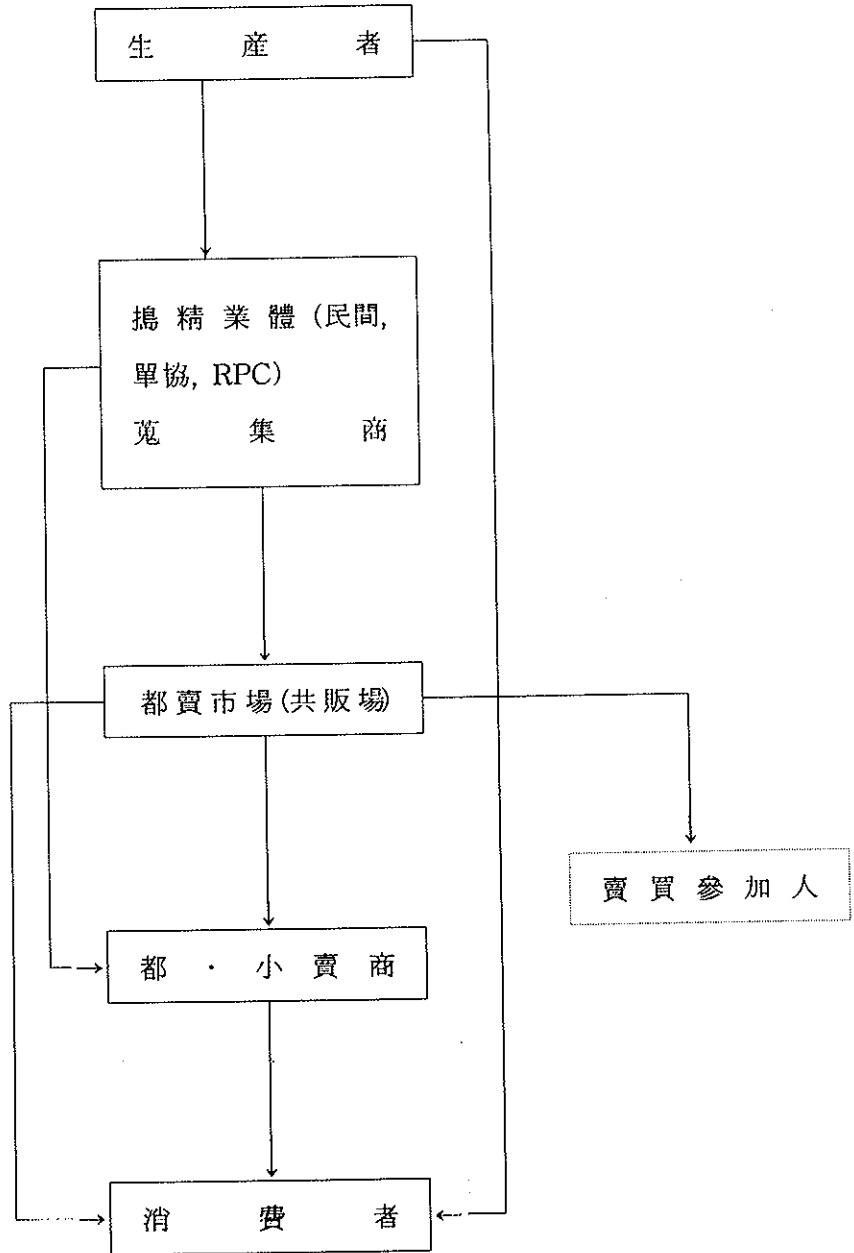 生産者
搗精業體(民間,
單協, RPC)
蒐集商
都賣市場(共販場)
賣買參加人
都・小賣商
消費者